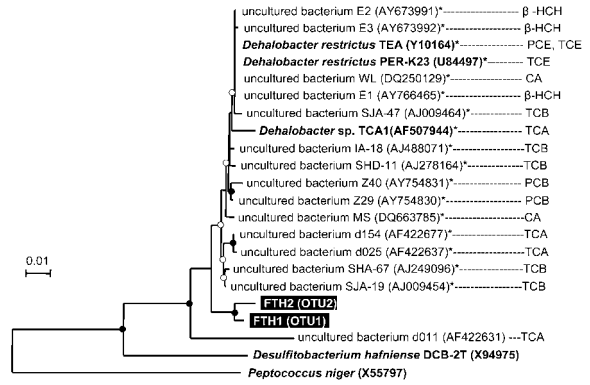 uncultured bacterium E2 (AY673991)*----------------- β -HCH
uncultured bacterium E3 (AY673992)*----------------- β-HCH
Dehalobacter restrictus TEA (Y10164)*------------- PCE, TCE
Dehalobacter restrictus PER-K23 (U84497)*--------- TCE
uncultured bacterium WL (DQ250129)*---------------- CA
uncultured bacterium E1 (AY766465)*---------------- β-HCH
uncultured bacterium SJA-47 (AJ009464)*------------- TCB
Dehalobacter sp. TCA1(AF507944)*----------------TCA
uncultured bacterium IA-18 (AJ488071)*----------------TCB
uncultured bacterium SHD-11 (AJ278164)*-------------TCB
uncultured bacterium Z40 (AY754831)*-----------------PCB
uncultured bacterium Z29 (AY754830)*-----------------PCB
uncultured bacterium MS (DQ663785)*------------------CA
uncultured bacterium d154 (AF422677)*----------------TCA
uncultured bacterium d025 (AF422637)*----------------TCA
uncultured bacterium SHA-67 (AJ249096)*---------------TCB
0.01
uncultured bacterium SJA-19 (AJ009454)*---------------TCB
FTH2 (OTU2)
FTH1 (OTU1)
uncultured bacterium d011 (AF422631) ---TCA
Desulfitobacterium hafniense DCB-2T (X94975)
Peptococcus niger (X55797)